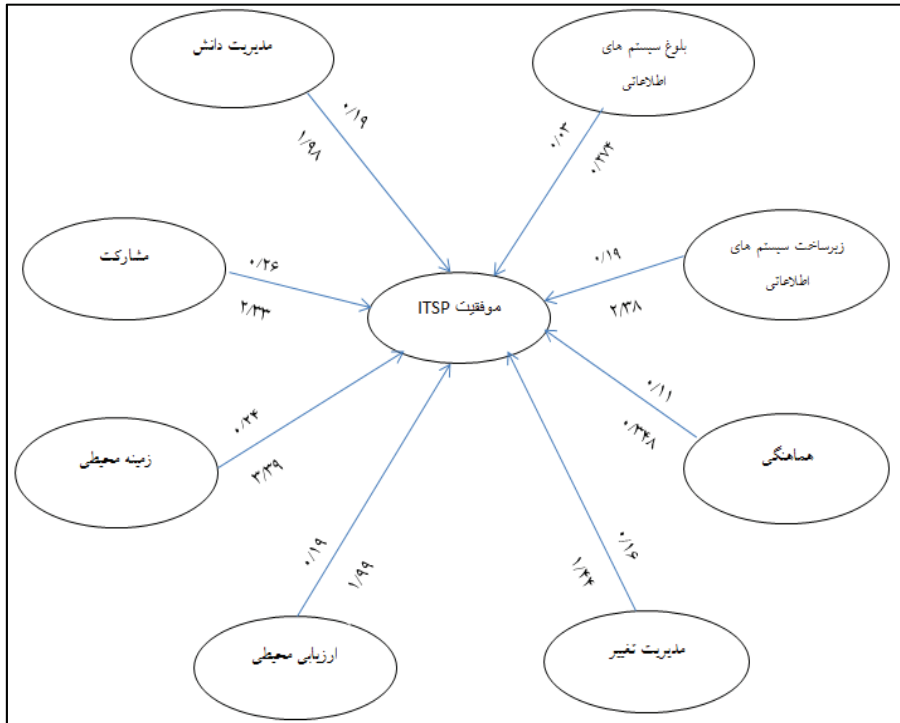 مدیریت دانش
بلوغ سیستم های
اطلاعاتی
۰/۱۹
۱/۹۸
۰/۰۳
۰/۲۷۴
مشارکت
۰/۲۶
۲/۳۳
زیرساخت سیستم های
اطلاعاتی
۰/۱۹
۲/۳۸
موفقیت ITSP
زمینه محیطی
۰/۲۴
۳/۳۹
هماهنگی
۰/۱۱
۰/۳۴۸
ارزیابی محیطی
۰/۱۹
۱/۹۹
مدیریت تغییر
۰/۱۶
۱/۴۴